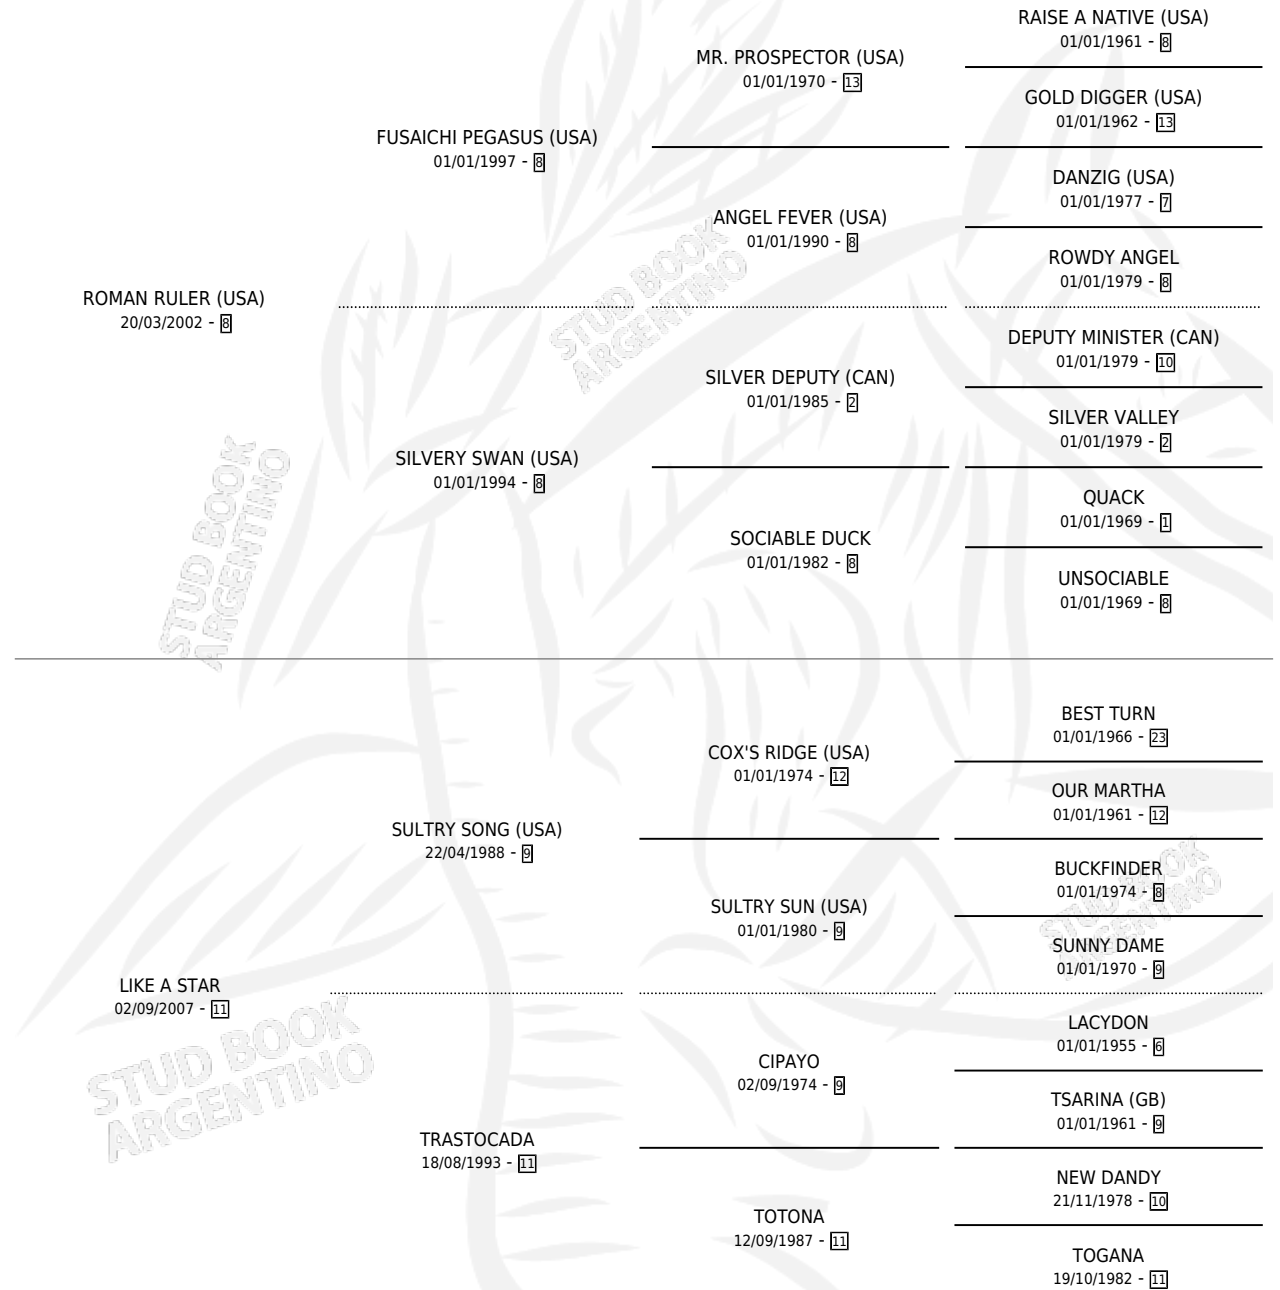 RAISE A NATIVE (USA)
01/01/1961 - 8
MR. PROSPECTOR (USA)
01/01/1970 - 13
GOLD DIGGER (USA)
01/01/1962 - 13
FUSAICHI PEGASUS (USA)
01/01/1997 - 8
DANZIG (USA)
01/01/1977 - 7
ANGEL FEVER (USA)
01/01/1990 - 8
ROWDY ANGEL
01/01/1979 - 8
ROMAN RULER (USA)
20/03/2002 - 8
DEPUTY MINISTER (CAN)
01/01/1979 - 10
SILVER DEPUTY (CAN)
01/01/1985 - 2
SILVER VALLEY
01/01/1979 - 2
SILVERY SWAN (USA)
01/01/1994 - 8
QUACK
01/01/1969 - 1
SOCIABLE DUCK
01/01/1982 - 8
UNSOCIABLE
01/01/1969 - 8
BEST TURN
01/01/1966 - 23
COX'S RIDGE (USA)
01/01/1974 - 12
OUR MARTHA
01/01/1961 - 12
SULTRY SONG (USA)
22/04/1988 - 9
BUCKFINDER
01/01/1974 - 8
SULTRY SUN (USA)
01/01/1980 - 9
SUNNY DAME
01/01/1970 - 9
LIKE A STAR
02/09/2007 - 11
LACYDON
01/01/1955 - 6
CIPAYO
02/09/1974 - 9
TSARINA (GB)
01/01/1961 - 9
TRASTOCADA
18/08/1993 - 11
NEW DANDY
21/11/1978 - 10
TOTONA
12/09/1987 - 11
TOGANA
19/10/1982 - 11
STUD BOOK
ARGENTINO
STUD BOOK
ARGENTINO
STUD BOOK
ARGENTINO
STUD BOOK
ARGENTINO